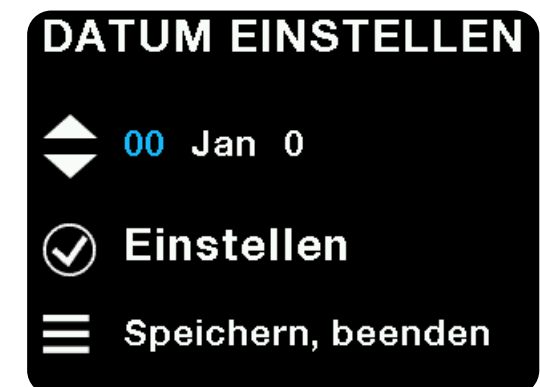 DATUM EINSTELLEN
00 Jan 0
Einstellen
Speichern, beenden